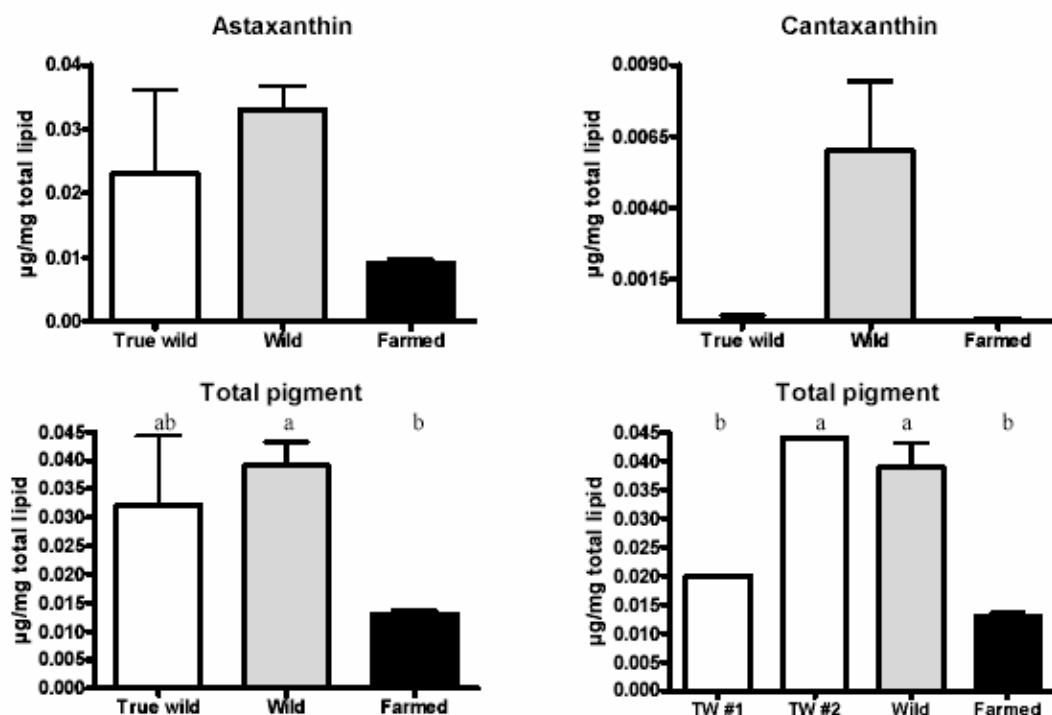 Astaxanthin
µg/mg total lipid
0.04
0.03
0.02
0.01
0.00
True wild Wild Farmed
Cantaxanthin
µg/mg total lipid
0.0090
0.0065
0.0040
0.0015
True wild Wild Farmed
Total pigment
ab a b
µg/mg total lipid
0.045
0.040
0.035
0.030
0.025
0.020
0.015
0.010
0.005
0.000
True wild Wild Farmed
Total pigment
b a a b
µg/mg total lipid
0.045
0.040
0.035
0.030
0.025
0.020
0.015
0.010
0.005
0.000
TW #1 TW #2 Wild Farmed